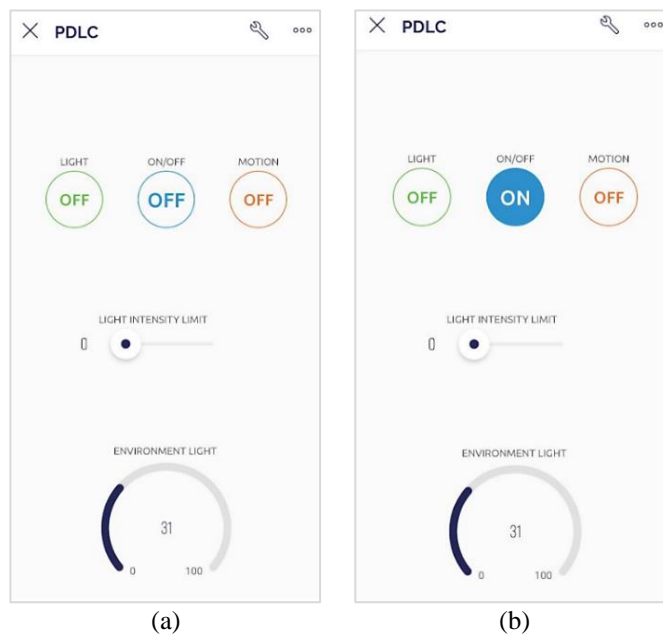 PDLC
LIGHT ON/OFF MOTION
OFF OFF OFF
LIGHT INTENSITY LIMIT
0
ENVIRONMENT LIGHT
31
0 100
(a)
PDLC
LIGHT ON/OFF MOTION
OFF ON OFF
LIGHT INTENSITY LIMIT
0
ENVIRONMENT LIGHT
31
0 100
(b)